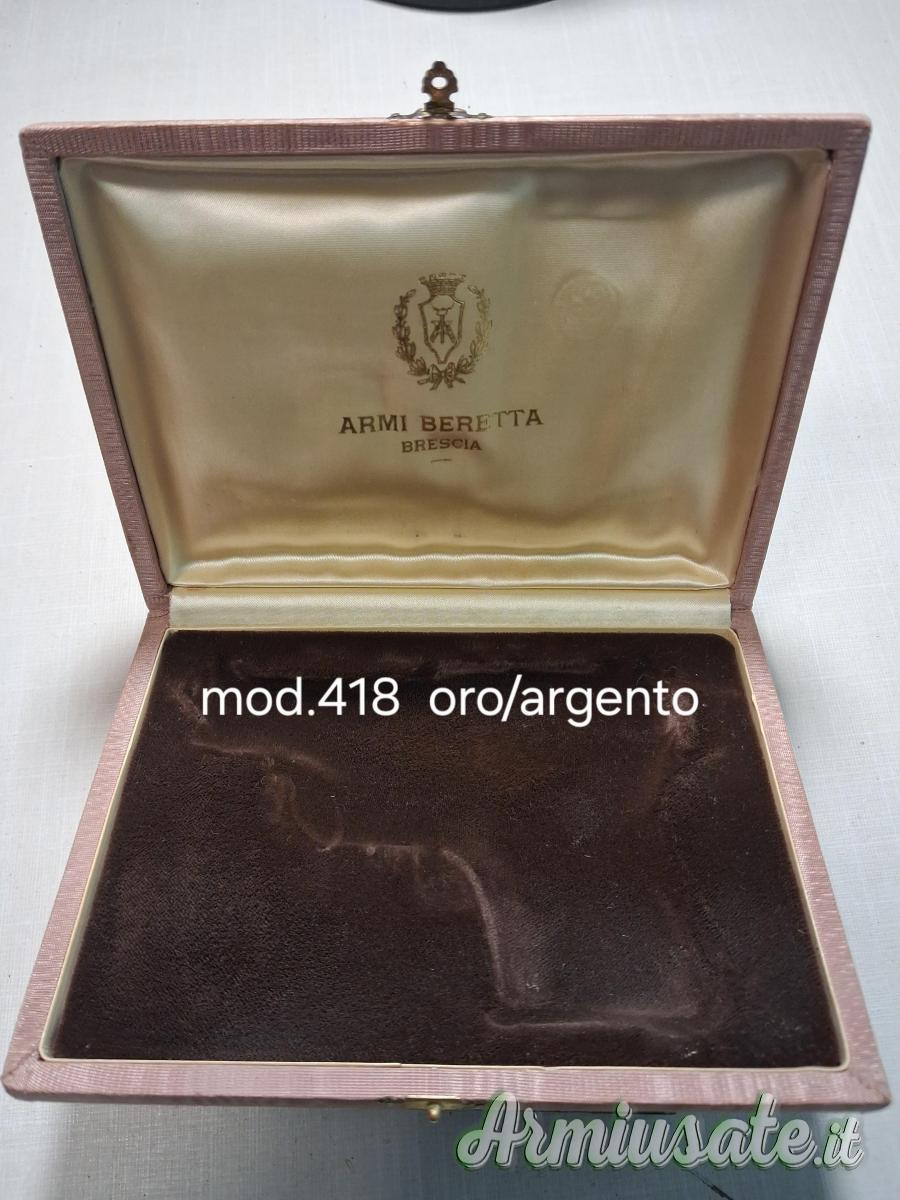 ARMI BERETTA
BRESCIA
mod.418 oro/argento
Armiusate.it